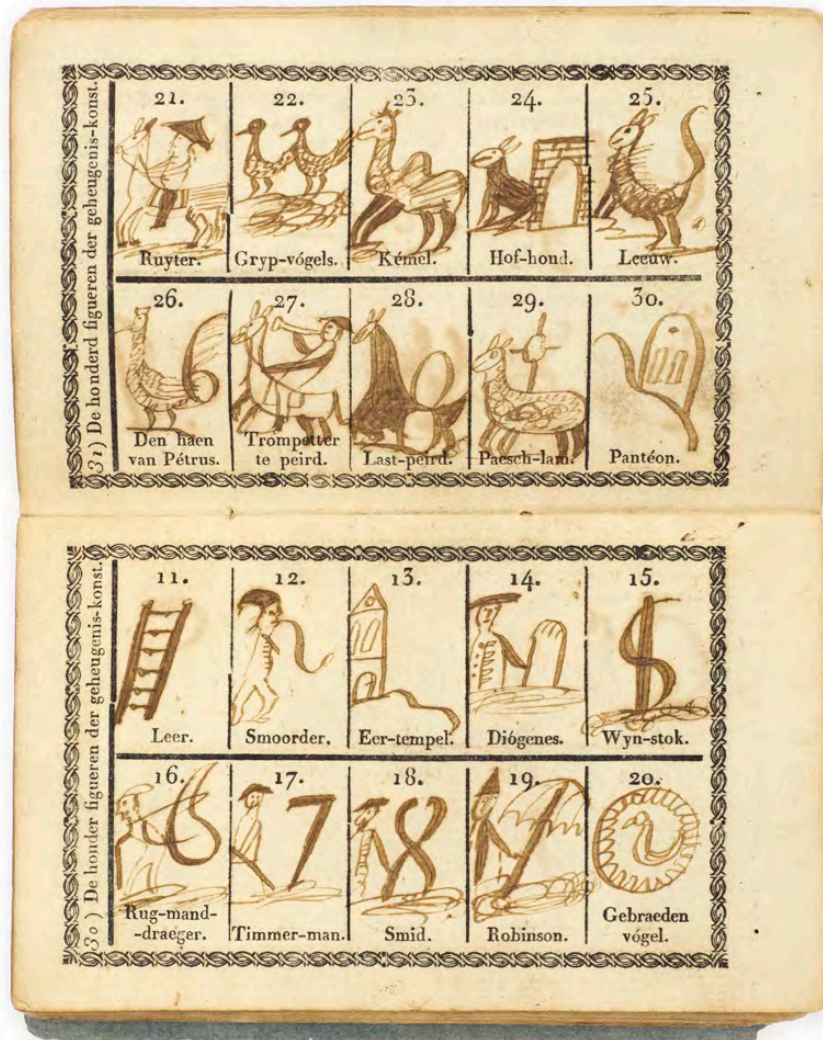 31) De honderd figueren der geheugenis-konst.
21. 22. 23. 24. 25.
Ruyter. Gryp-vógels. Kémel. Hof-hond. Leeuw.
26. 27. 28. 29. 30.
Den haen Trompetter
van Pétrus. te peird. Last-peird. Paesch-lam. Pantéon.
30) De honder figueren der geheugenis-konst.
11. 12. 13. 14. 15.
Leer. Smoorder. Eer-tempel. Diógenes. Wyn-stok.
16. 17. 18. 19. 20.
Rug-mand- Gebraeden
-draeger. Timmer-man. Smid. Robinson. vógel.